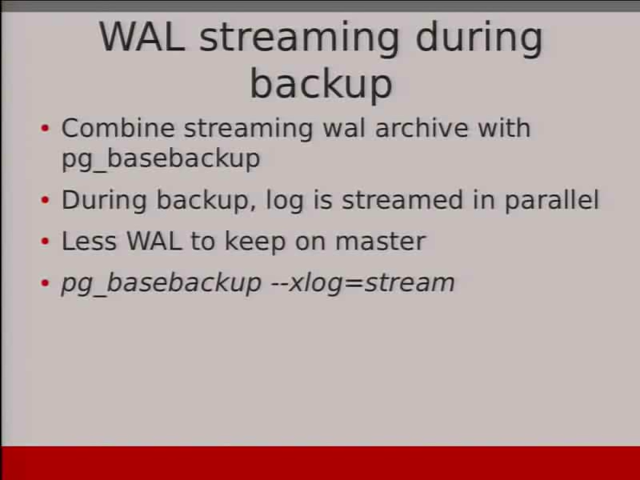 WAL streaming during
backup
• Combine streaming wal archive with
pg_basebackup
• During backup, log is streamed in parallel
• Less WAL to keep on master
• pg_basebackup --xlog=stream